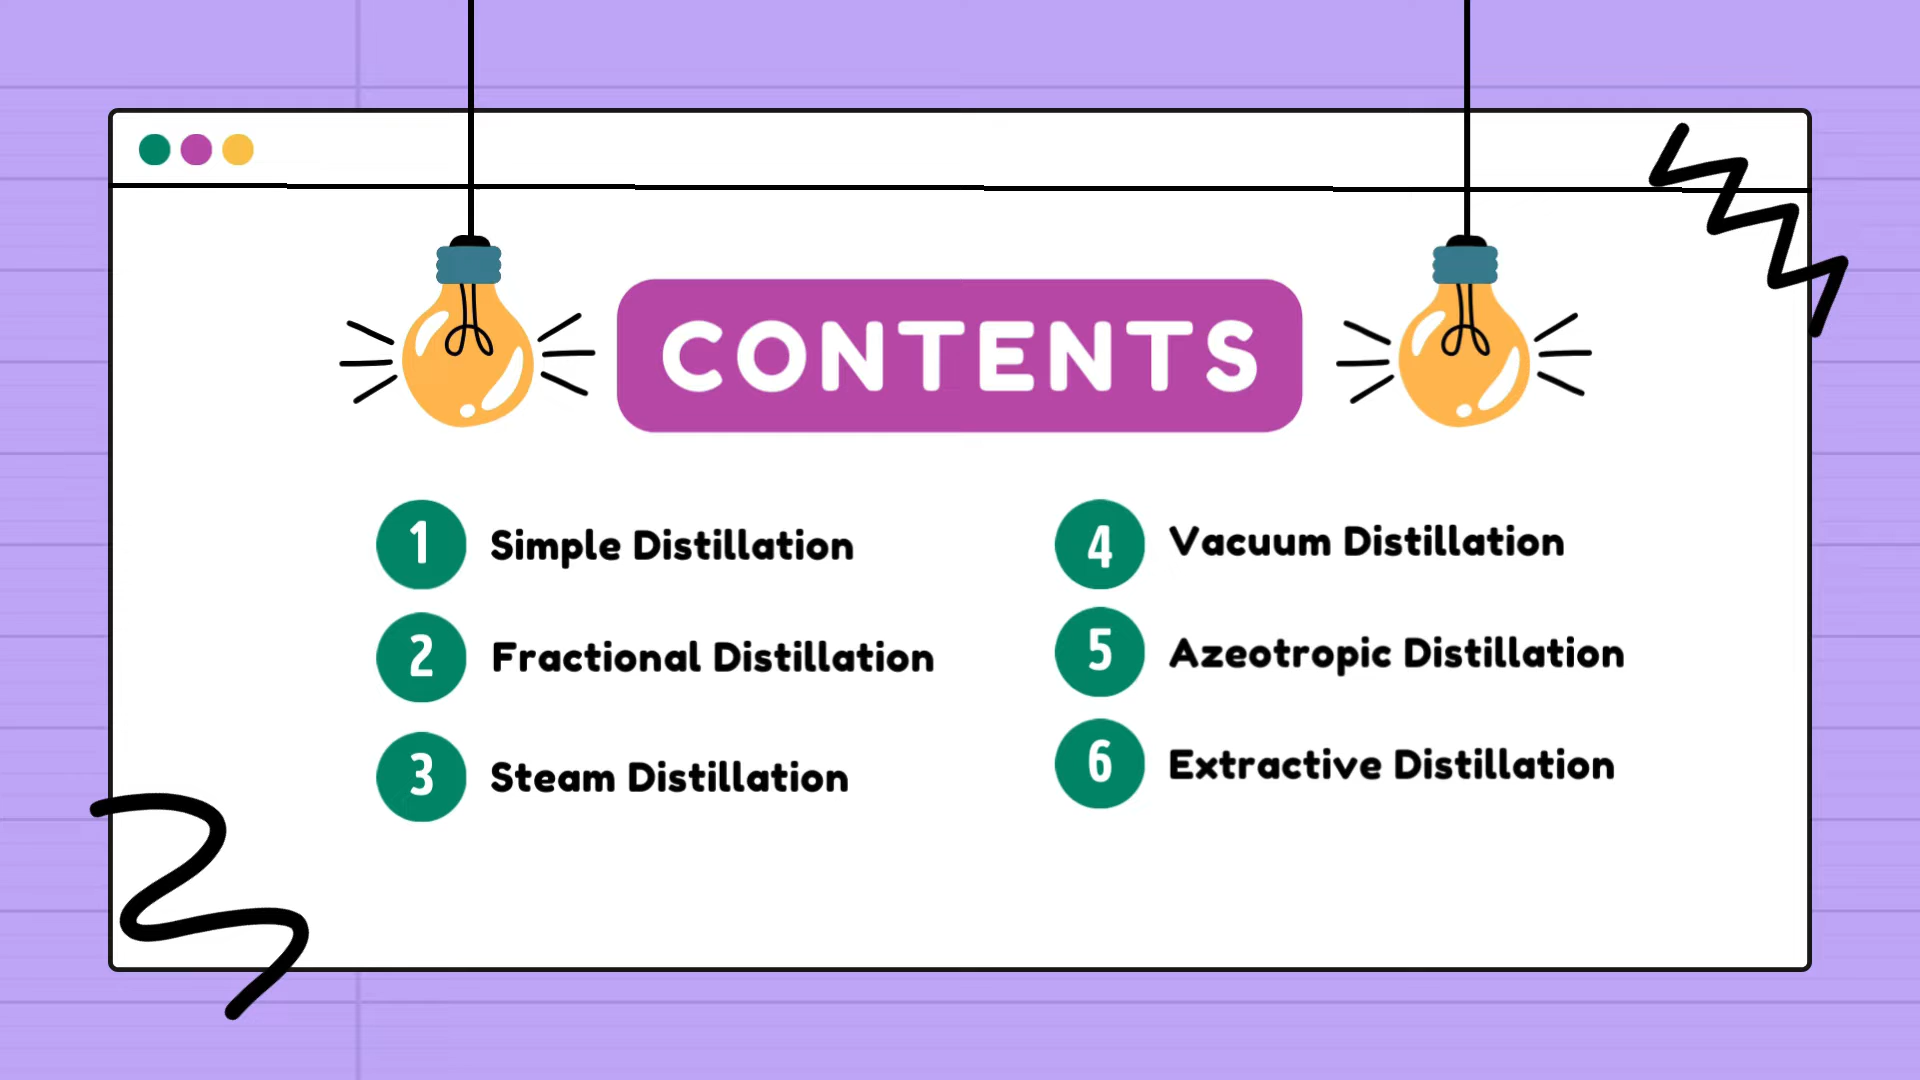 CONTENTS
1 Simple Distillation
2 Fractional Distillation
3 Steam Distillation
4 Vacuum Distillation
5 Azeotropic Distillation
6 Extractive Distillation